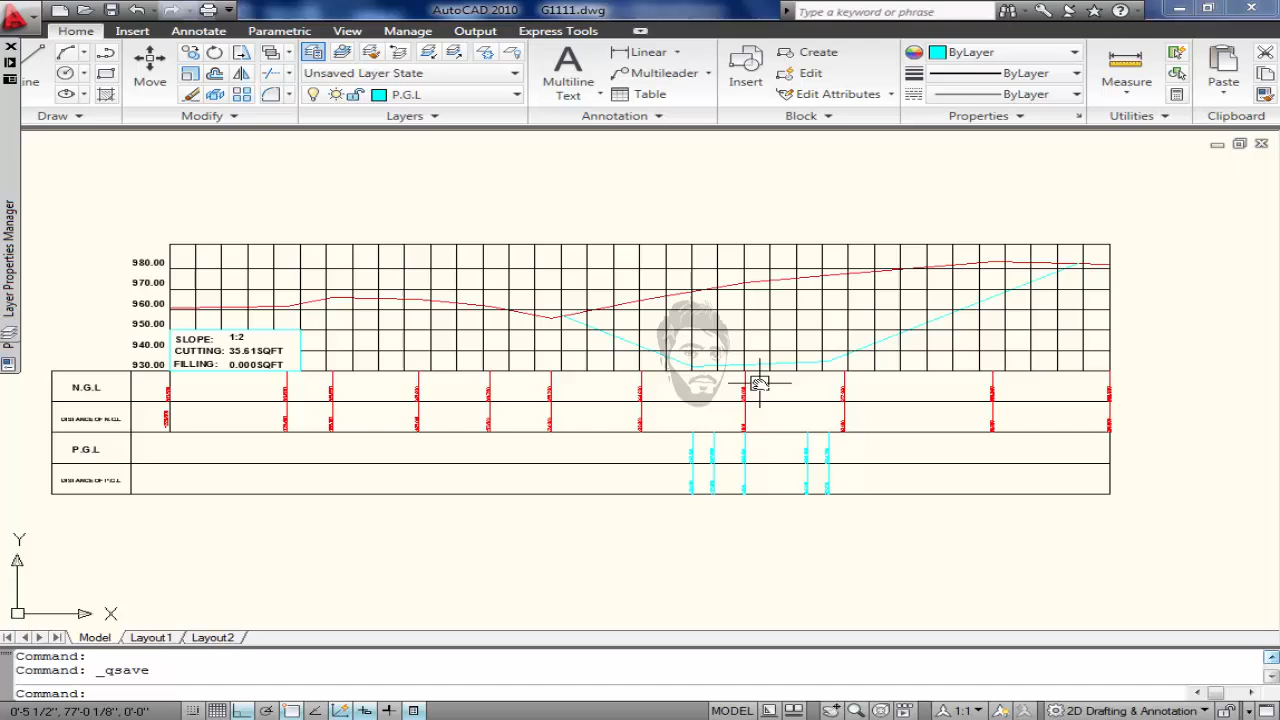 AutoCAD 2010 G1111.dwg
Type a keyword or phrase
Home Insert Annotate Parametric View Manage Output Express Tools
ine
Move
Unsaved Layer State
P.G.L
Multiline
Text
Linear
Multileader
Table
Insert
Create
Edit
Edit Attributes
ByLayer
ByLayer
ByLayer
Measure
Paste
Draw Modify Layers Annotation Block Properties Utilities Clipboard
Layer Properties Manager
P
980.00
970.00
960.00
950.00
940.00
930.00
SLOPE: 1:2
CUTTING: 35.61SQFT
FILLING: 0.000SQFT
N.G.L
DISTANCE OF N.G.L
P.G.L
DISTANCE OF P.G.L
Y
X
Model Layout1 Layout2
Command:
Command: _qsave
Command:
0'-5 1/2", 77'-0 1/8", 0'-0" MODEL 1:1 2D Drafting & Annotation